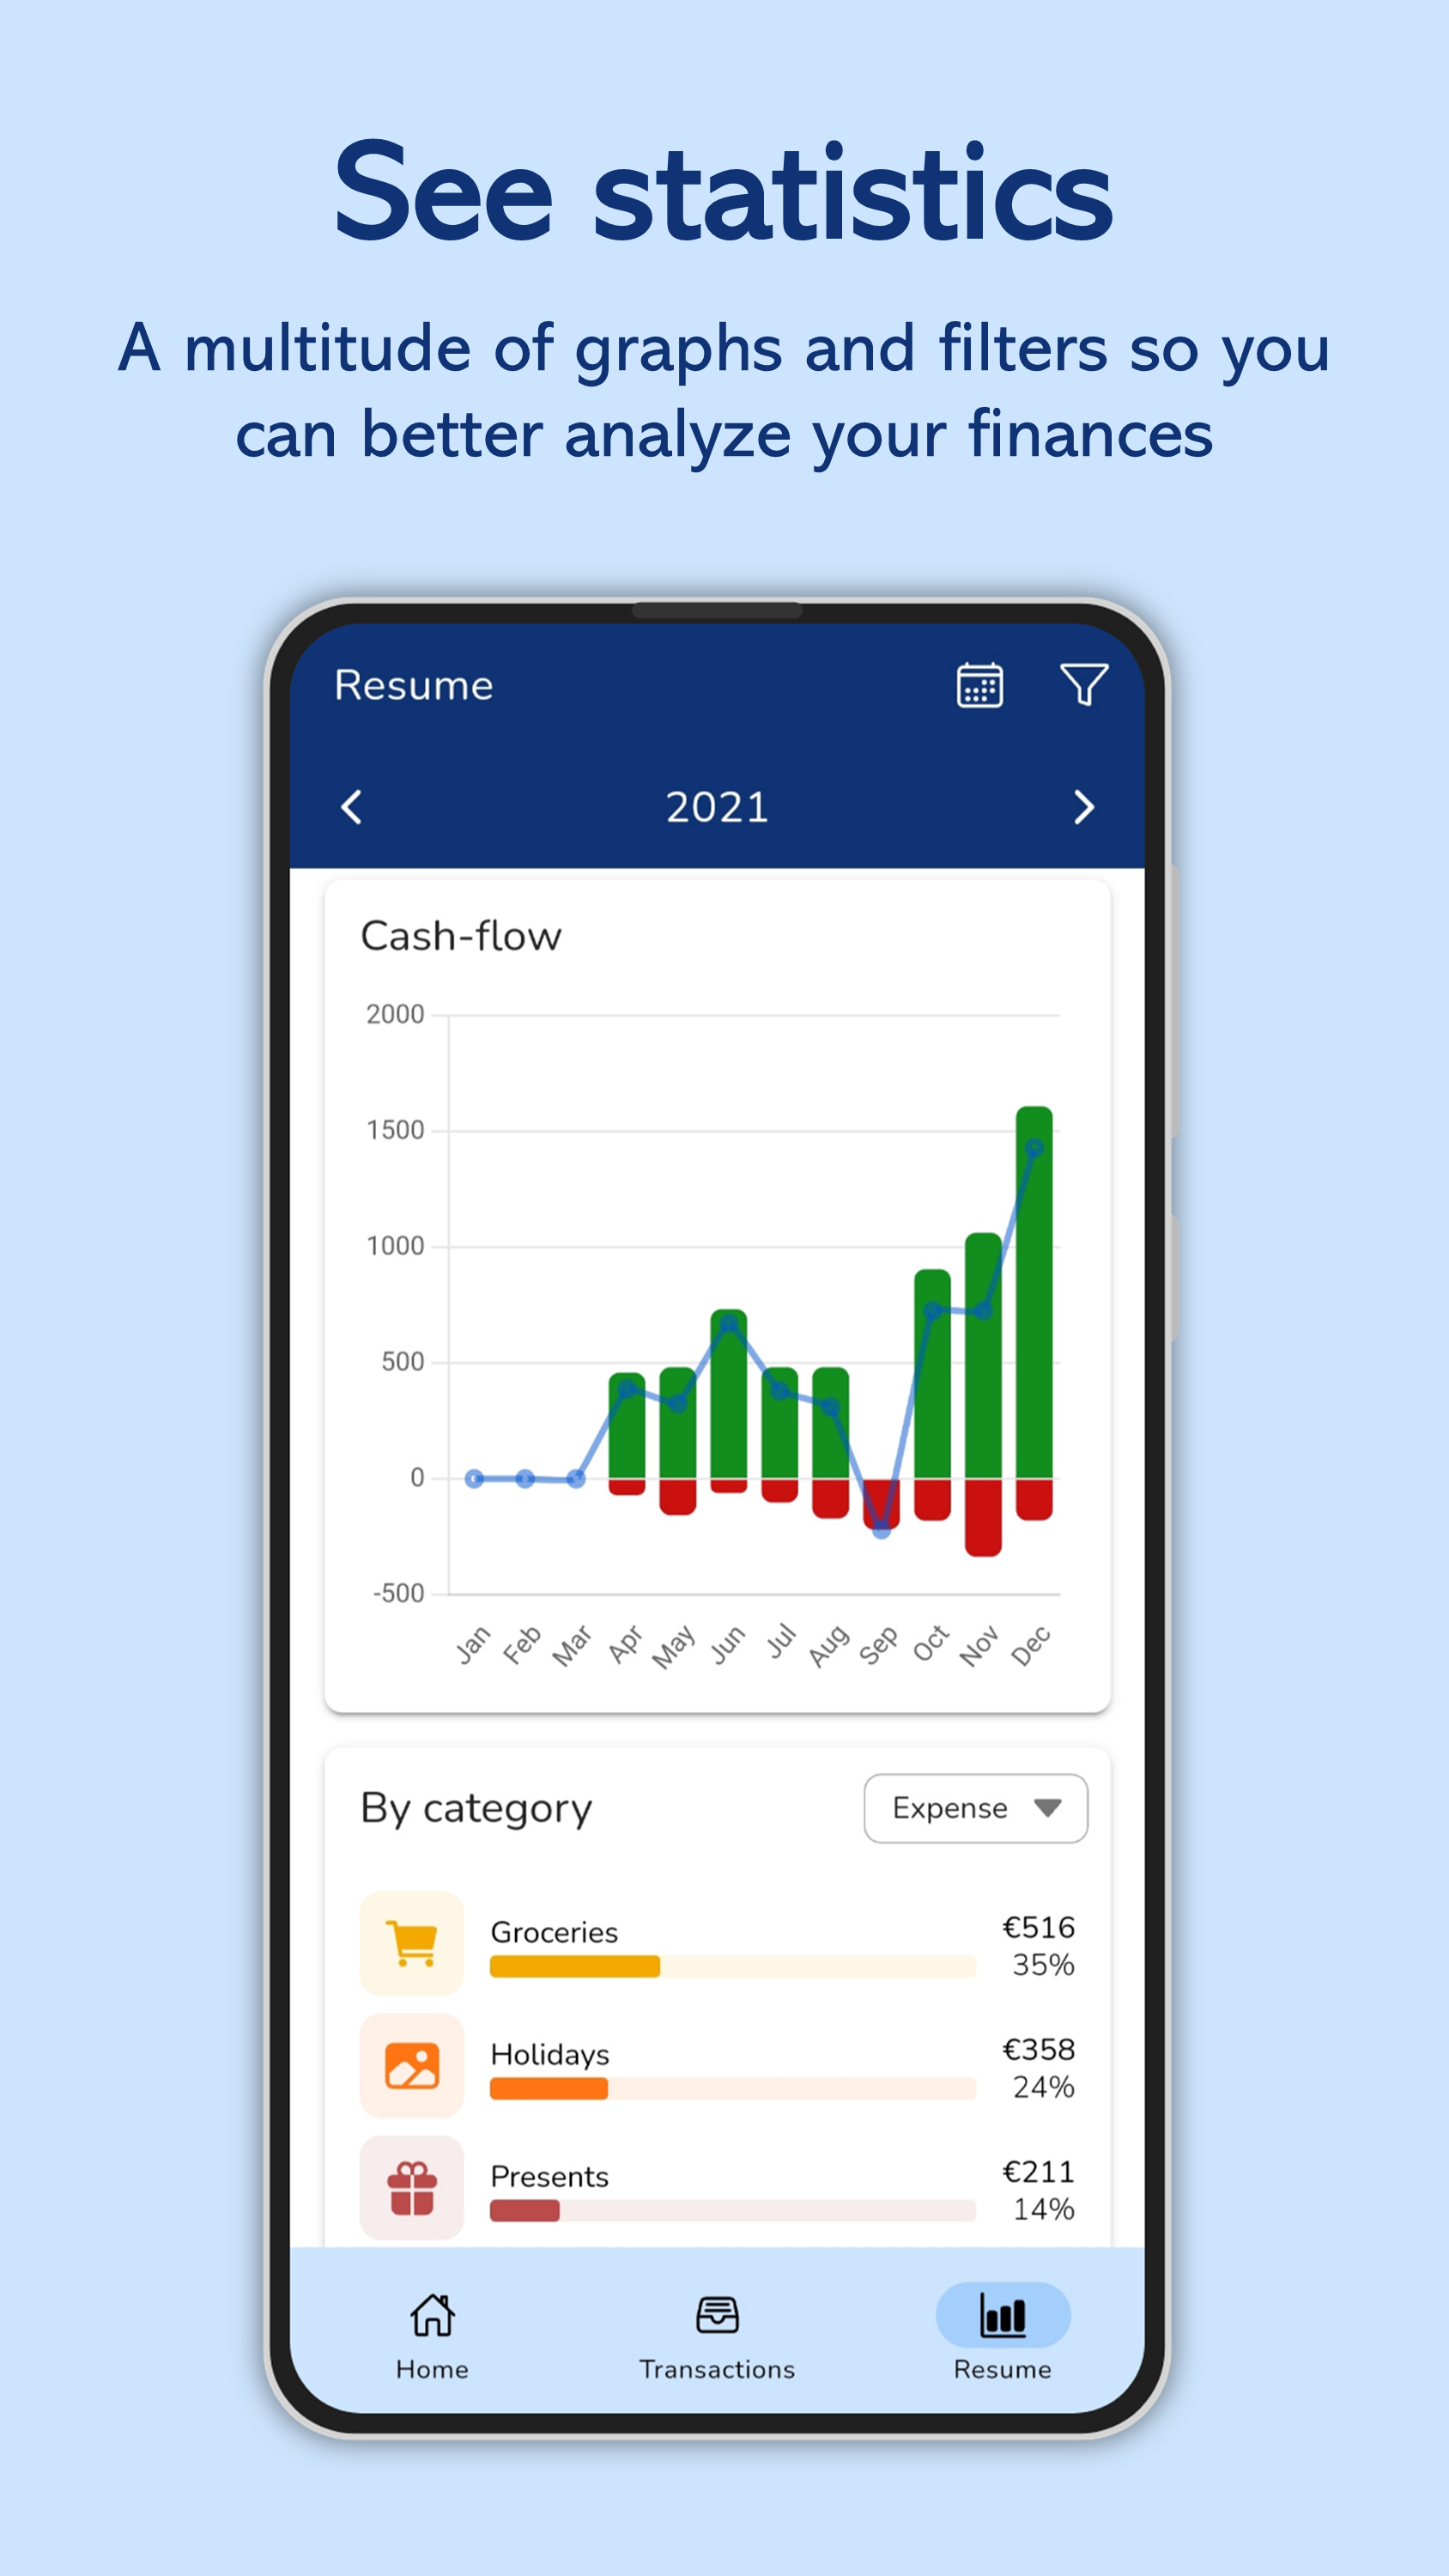 See statistics
A multitude of graphs and filters so you
can better analyze your finances
Resume
2021
Cash-flow
2000
1500
1000
500
0
-500
Jan Feb Mar Apr May Jun Jul Aug Sep Oct Nov Dec
By category
Expense
Groceries
€516
35%
Holidays
€358
24%
Presents
€211
14%
Home
Transactions
Resume